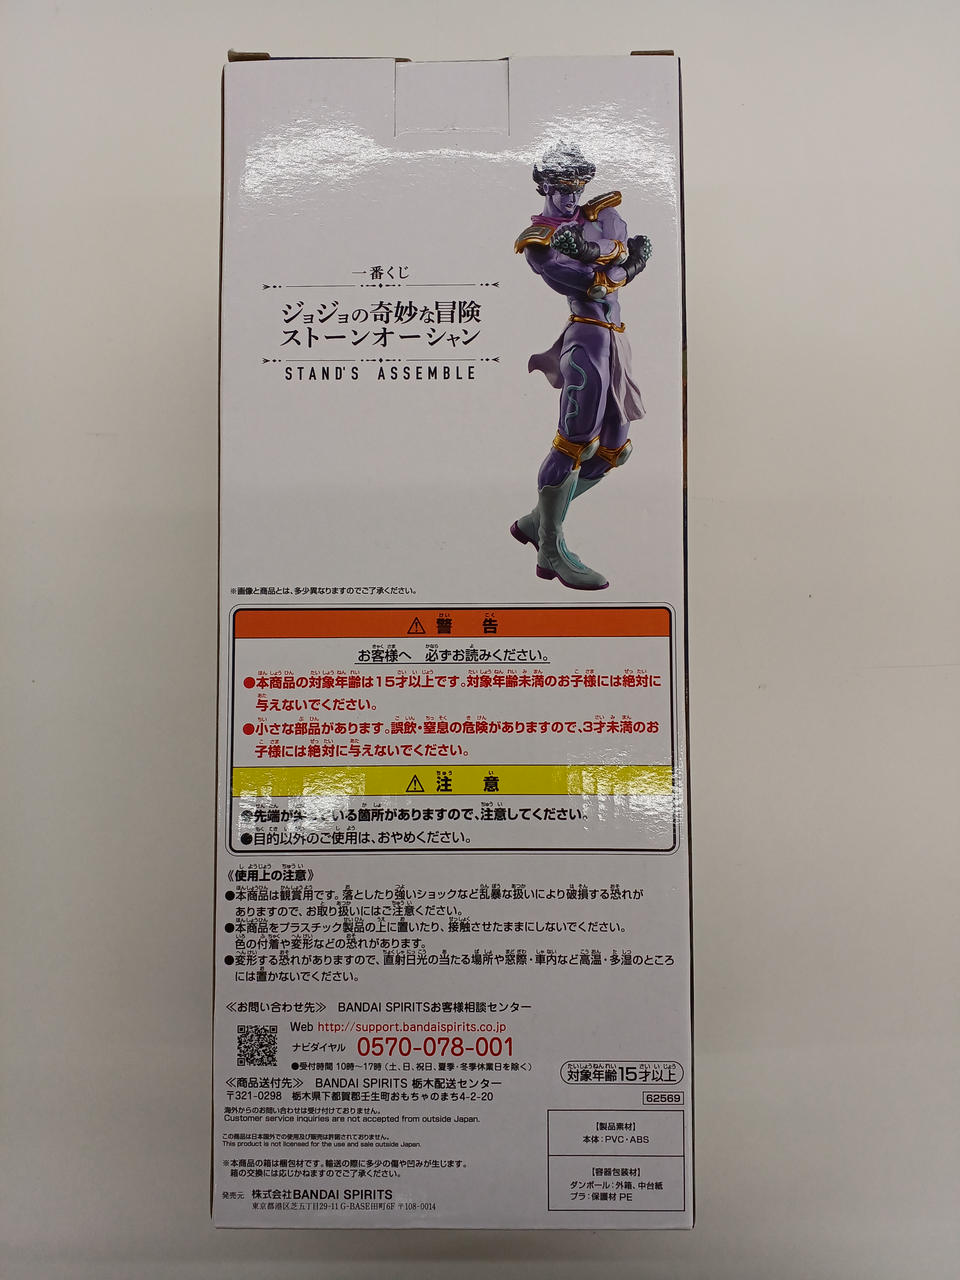 一番くじ
ジョジョの奇妙な冒険
ストーンオーシャン
STAND'S ASSEMBLE
※画像と商品とは、多少異なりますのでご了承ください。
⚠警告
お客様へ 必ずお読みください。
●本商品の対象年齢は15才以上です。対象年齢未満のお子様には絶対に
与えないでください。
●小さな部品があります。誤飲・窒息の危険がありますので、3才未満のお
子様には絶対に与えないでください。
⚠注意
●先端が尖っている箇所がありますので、注意してください。
●目的以外のご使用は、おやめください。
《使用上の注意》
●本商品は観賞用です。落としたり強いショックなど乱暴な扱いにより破損する恐れが
ありますので、お取り扱いにはご注意ください。
●本商品をプラスチック製品の上に置いたり、接触させたままにしないでください。
色の付着や変形などの恐れがあります。
●変形する恐れがありますので、直射日光の当たる場所や窓際・車内など高温・多湿のところ
には置かないでください。
≪お問い合わせ先≫ BANDAI SPIRITSお客様相談センター
Web http://support.bandaispirits.co.jp
ナビダイヤル 0570-078-001
●受付時間 10時〜17時（土、日、祝日、夏季・冬季休業日を除く）
≪商品送付先≫ BANDAI SPIRITS 栃木配送センター
〒321-0298 栃木県下都賀郡壬生町おもちゃのまち4-2-20
対象年齢15才以上
62569
海外からのお問い合わせは受け付けておりません。
Customer service inquiries are not accepted from outside Japan.
この商品は日本国外での使用及び販売は許諾されておりません。
This product is not licensed for the use and sale outside Japan.
※本商品の箱は梱包材です。輸送の際に多少の傷や凹みが生じます。
箱の交換には応じかねますのでご了承ください。
発売元 株式会社BANDAI SPIRITS
東京都港区芝五丁目29-11 G-BASE田町6F 〒108-0014
【製品素材】
本体：PVC・ABS
【容器包装材】
ダンボール：外箱、中台紙
プラ：保護材 PE